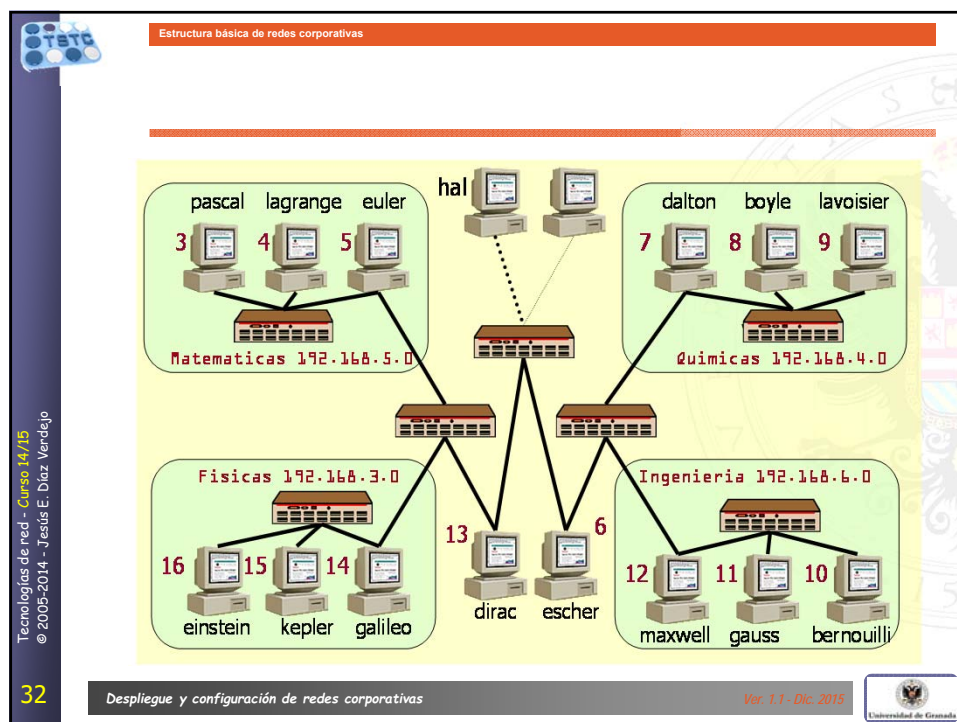 TSTC
Estructura básica de redes corporativas
hal
pascal lagrange euler
3 4 5
Matematicas 192.168.5.0
dalton boyle lavoisier
7 8 9
Quimicas 192.168.4.0
Fisicas 192.168.3.0
16 15 14
einstein kepler galileo
13 6
dirac escher
Ingenieria 192.168.6.0
12 11 10
maxwell gauss bernouilli
Tecnologías de red - Curso 14/15
© 2005-2014 - Jesús E. Díaz Verdejo
32
Despliegue y configuración de redes corporativas
Ver. 1.1 - Dic. 2015
Universidad de Granada